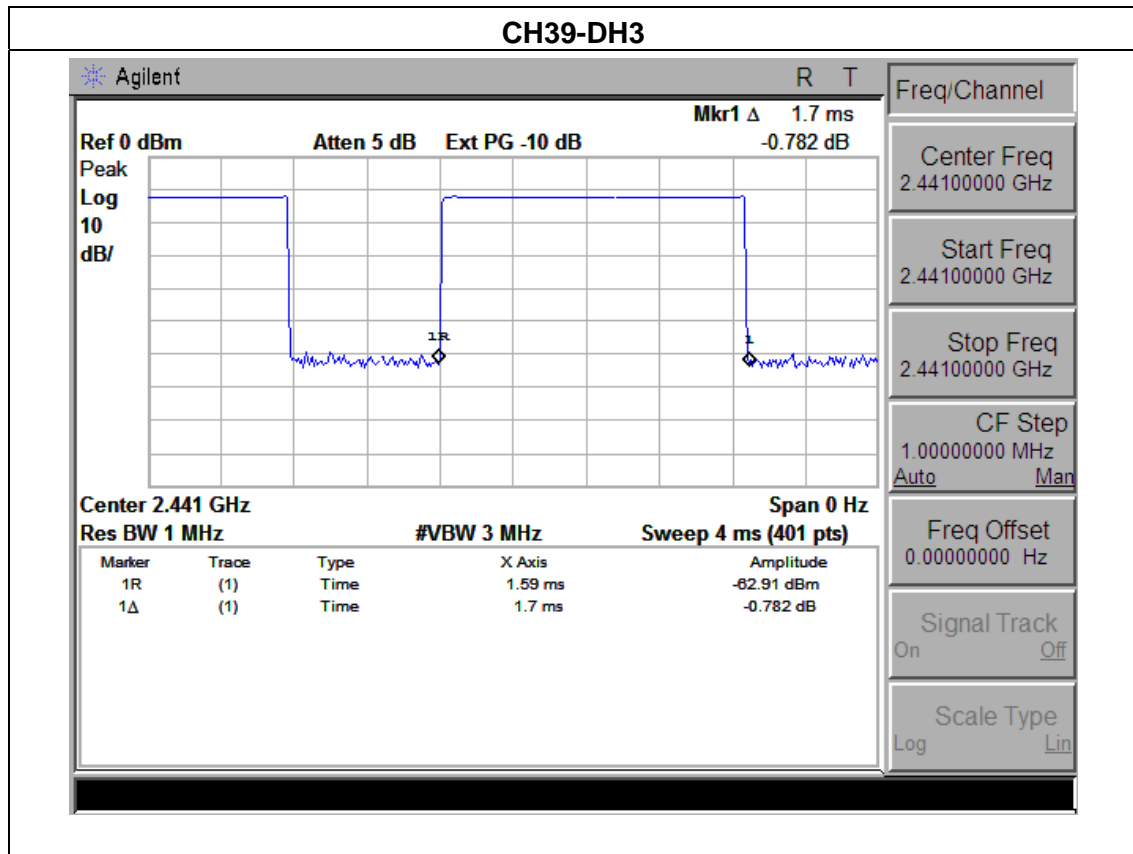 CH39-DH3
Agilent R T
Mkr1 Δ 1.7 ms
Ref 0 dBm Atten 5 dB Ext PG -10 dB -0.782 dB
Peak
Log
10
dB/
1R
1
Center 2.441 GHz Span 0 Hz
Res BW 1 MHz #VBW 3 MHz Sweep 4 ms (401 pts)
Marker Trace Type X Axis Amplitude
1R (1) Time 1.59 ms -62.91 dBm
1Δ (1) Time 1.7 ms -0.782 dB
Freq/Channel
Center Freq
2.44100000 GHz
Start Freq
2.44100000 GHz
Stop Freq
2.44100000 GHz
CF Step
1.00000000 MHz
Auto Man
Freq Offset
0.00000000 Hz
Signal Track
On Off
Scale Type
Log Lin